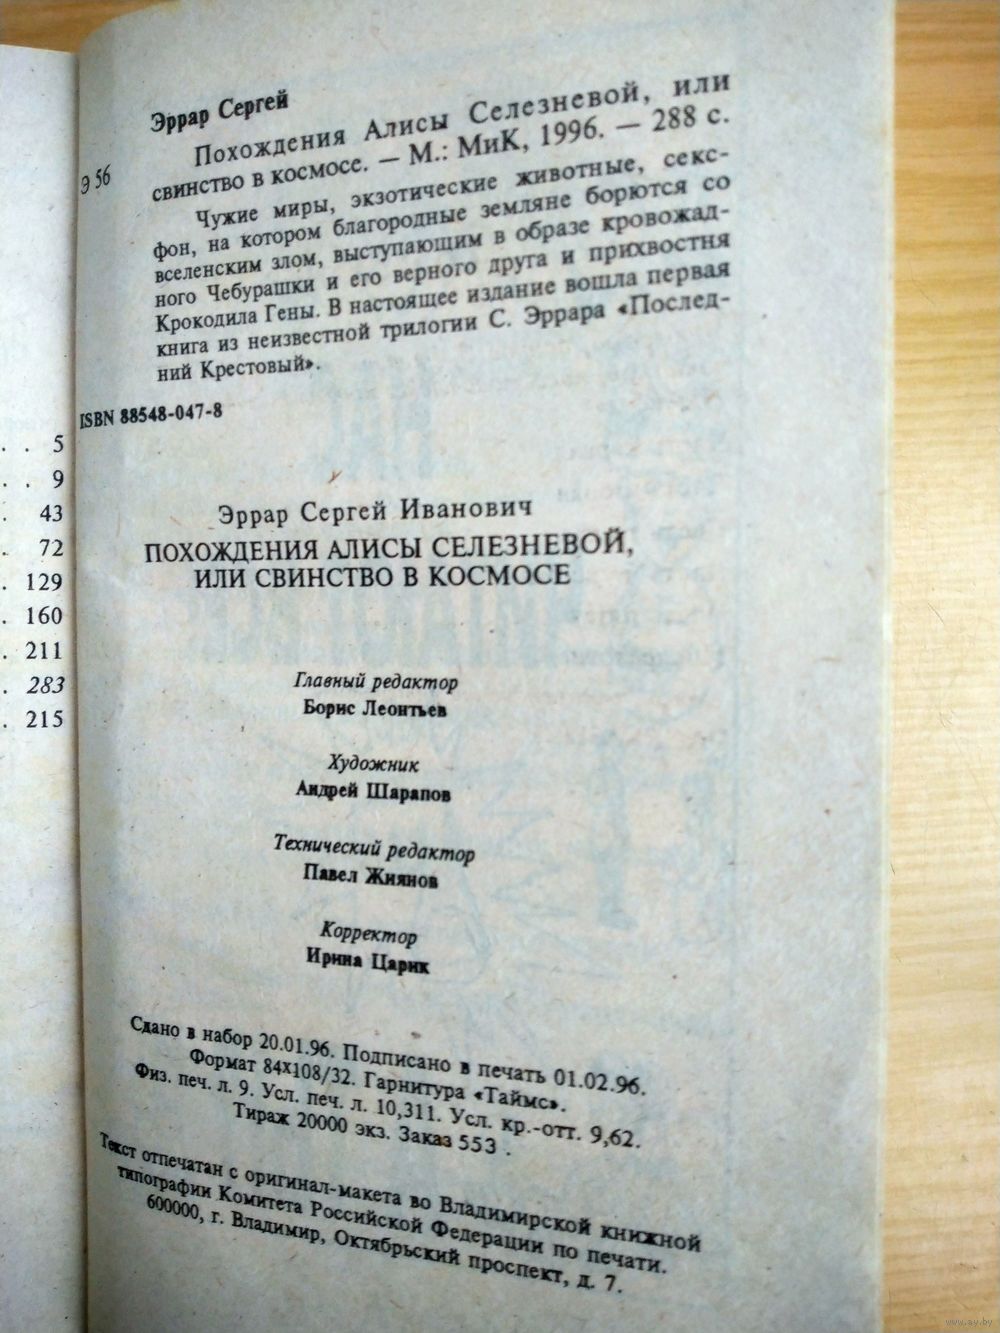 Эррар Сергей
Э 56
Похождения Алисы Селезневой, или
свинство в космосе. — М.: МиК, 1996. — 288 с.
Чужие миры, экзотические животные, секс-
фон, на котором благородные земляне борются со
вселенским злом, выступающим в образе кровожад-
ного Чебурашки и его верного друга и прихвостня
Крокодила Гены. В настоящее издание вошла первая
книга из неизвестной трилогии С. Эррара «Послед-
ний Крестовый».
ISBN 88548-047-8
. . 5
. . 9
. 43
. 72
. 129
. 160
. 211
. 283
. 215
Эррар Сергей Иванович
ПОХОЖДЕНИЯ АЛИСЫ СЕЛЕЗНЕВОЙ,
ИЛИ СВИНСТВО В КОСМОСЕ
Главный редактор
Борис Леонтьев
Художник
Андрей Шарапов
Технический редактор
Павел Жиянов
Корректор
Ирина Царик
Сдано в набор 20.01.96. Подписано в печать 01.02.96.
Формат 84х108/32. Гарнитура «Таймс».
Физ. печ. л. 9. Усл. печ. л. 10,311. Усл. кр.-отт. 9,62.
Тираж 20000 экз. Заказ 553 .
Текст отпечатан с оригинал-макета во Владимирской книжной
типографии Комитета Российской Федерации по печати.
600000, г. Владимир, Октябрьский проспект, д. 7.
www.ay.by